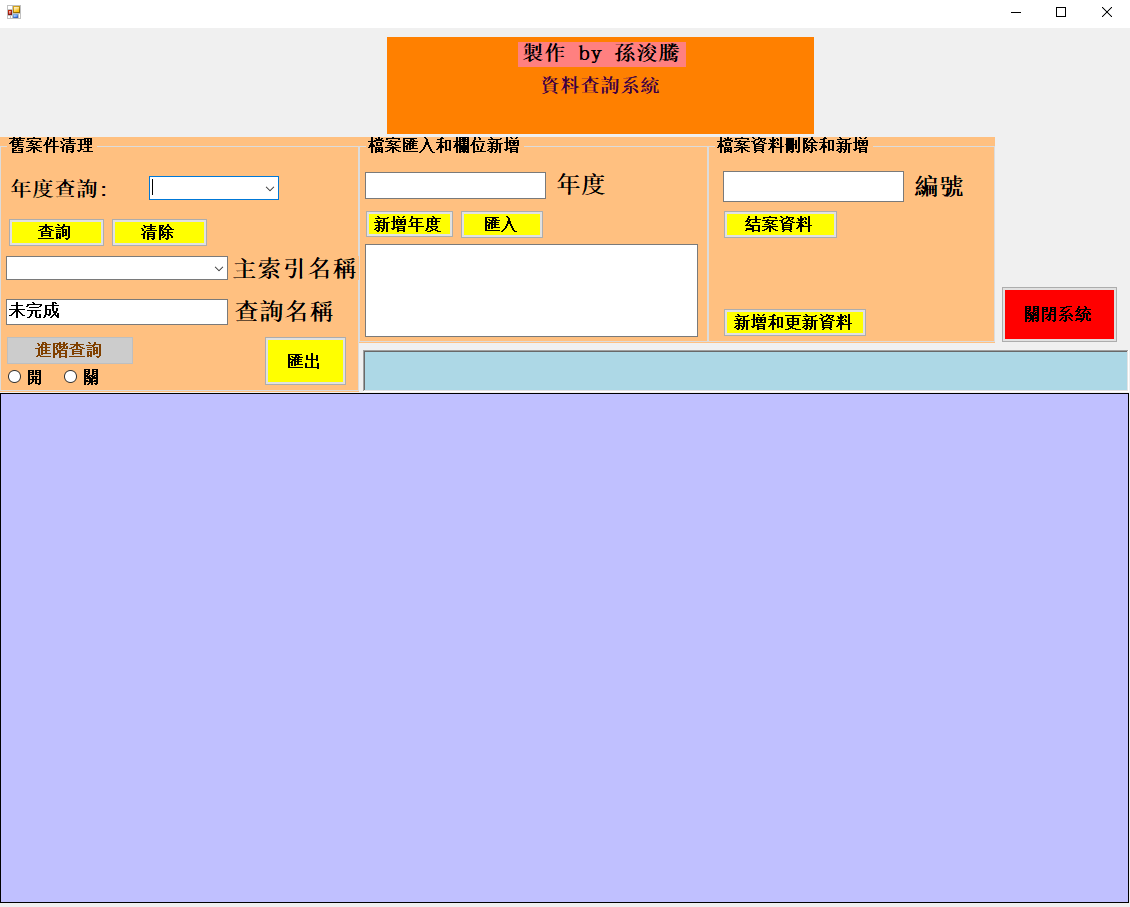 製作 by 孫浚騰
資料查詢系統
舊案件清理
年度查詢:
查詢
清除
主索引名稱
未完成
查詢名稱
進階查詢
開
關
匯出
檔案匯入和欄位新增
年度
新增年度
匯入
檔案資料刪除和新增
編號
結案資料
新增和更新資料
關閉系統